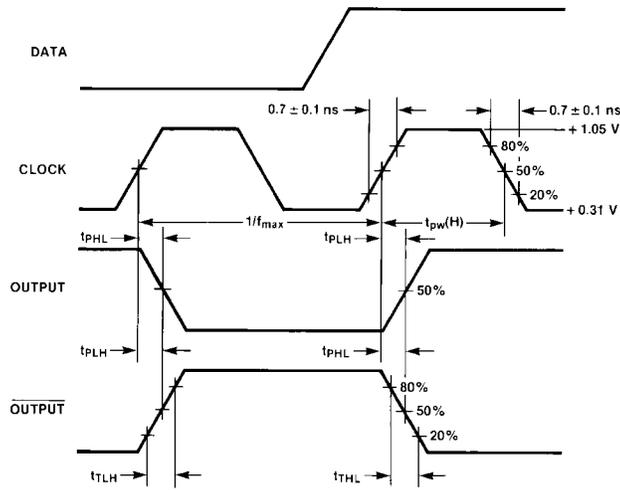 DATA
0.7 ± 0.1 ns
0.7 ± 0.1 ns
+ 1.05 V
80%
CLOCK
50%
20%
+ 0.31 V
1/fmax
tpw(H)
tPHL
tPLH
OUTPUT
50%
tPLH
tPHL
80%
OUTPUT
50%
20%
tTLH
tTHL